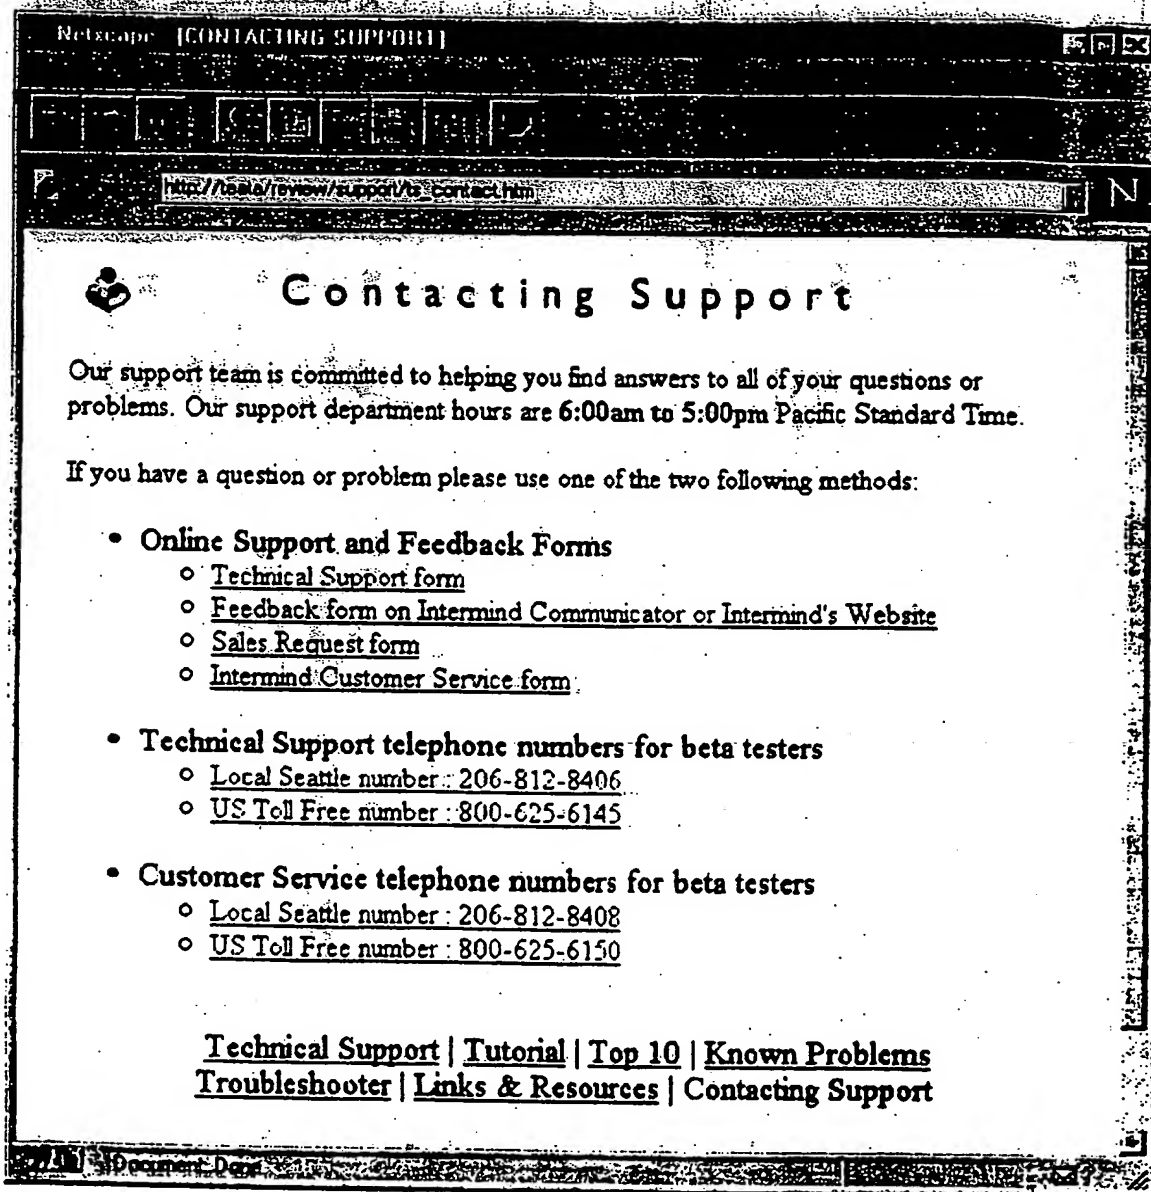 Netscape - [CONTACTING SUPPORT]
http://teale/review/support/ts_contact.htm
N
Contacting Support
Our support team is committed to helping you find answers to all of your questions or
problems. Our support department hours are 6:00am to 5:00pm Pacific Standard Time.
If you have a question or problem please use one of the two following methods:
• Online Support and Feedback Forms
○ Technical Support form
○ Feedback form on Intermind Communicator or Intermind's Website
○ Sales Request form
○ Intermind Customer Service form
• Technical Support telephone numbers for beta testers
○ Local Seattle number : 206-812-8406
○ US Toll Free number : 800-625-6145
• Customer Service telephone numbers for beta testers
○ Local Seattle number : 206-812-8408
○ US Toll Free number : 800-625-6150
Technical Support | Tutorial | Top 10 | Known Problems
Troubleshooter | Links & Resources | Contacting Support
Document: Done